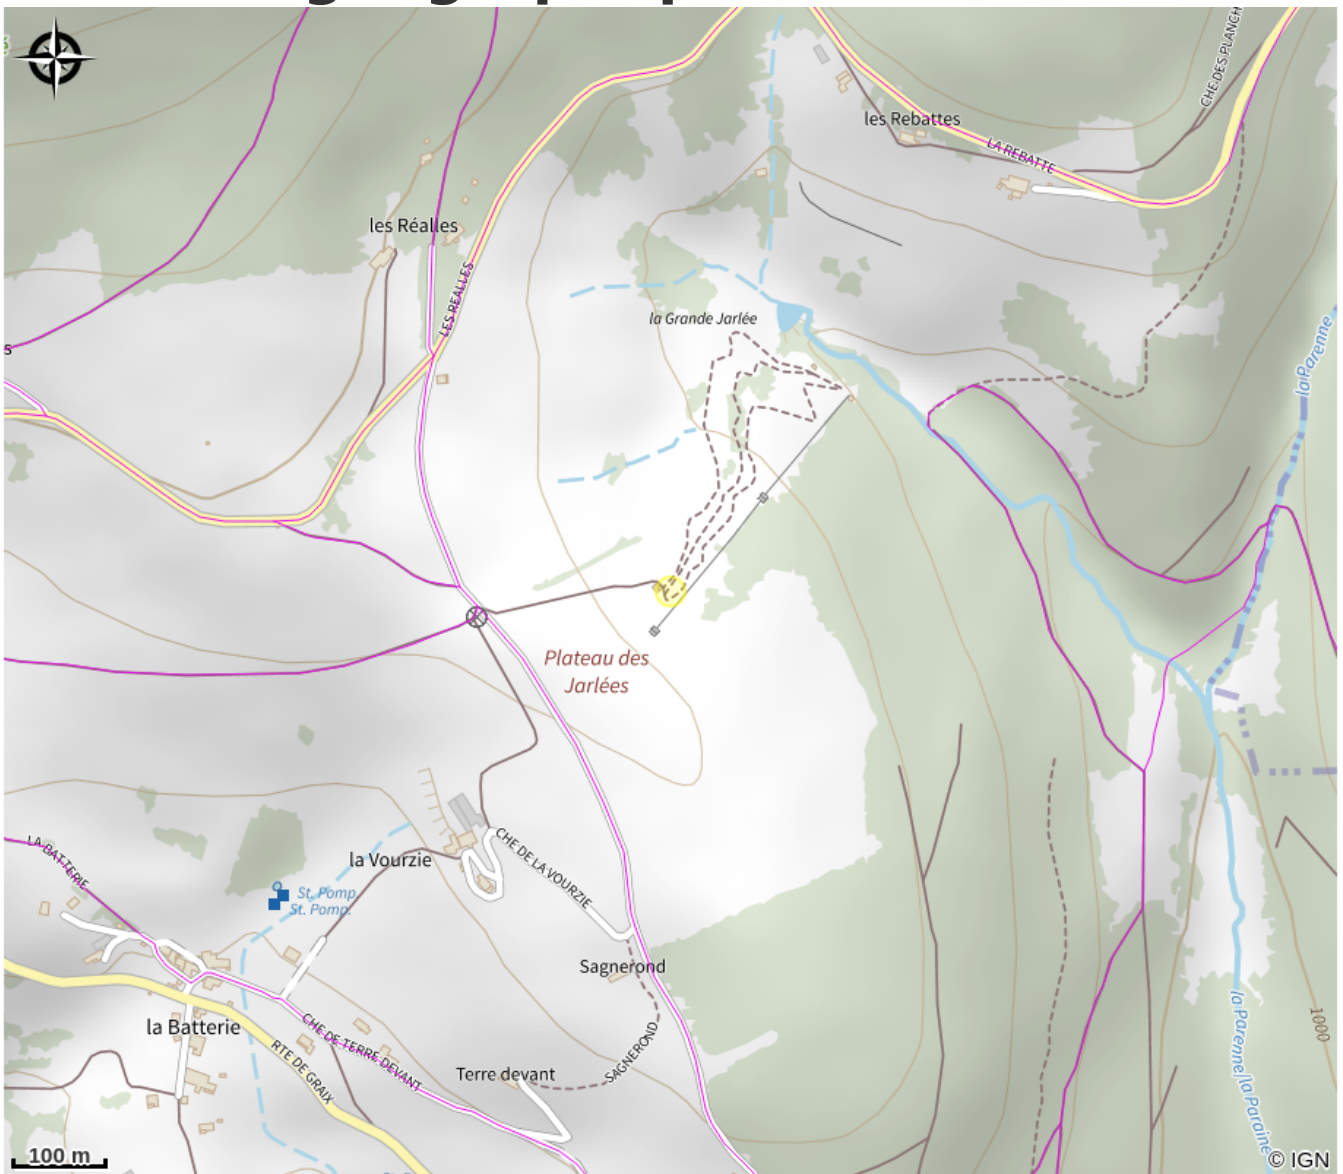 CHE DES PLANCH
les Rebattes
LA REBATTE
les Réalles
LES REALLES
la Grande Jarlée
la Parenne
s
Plateau des
Jarlées
LA BATTERIE
la Vourzie
CHE DE LA VOURZIE
St. Pomp.
St. Pomp.
Sagnerond
la Batterie
CHE DE TERRE DEVANT
RTE DE GRAIX
Terre devant
SAGNEROND
la Parenne/la Paraine
1000
100 m
© IGN